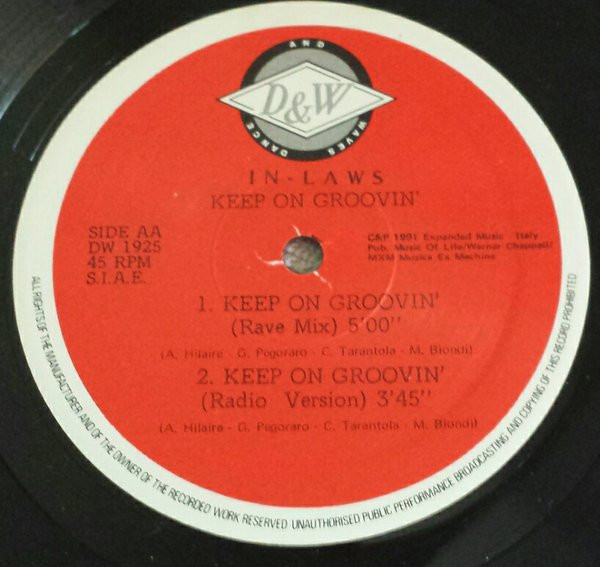 AND
D&W
DANCE WAVES
IN-LAWS
KEEP ON GROOVIN'
SIDE AA
DW 1925
45 RPM
S.I.A.E.
C&P 1991 Expanded Music - Italy
Pub. Music Of Life/Warner Chappell/
MXM Musica Ex Machina
1. KEEP ON GROOVIN'
(Rave Mix) 5'00"
(A. Hilaire - G. Pegoraro - C. Tarantola - M. Biondi)
2. KEEP ON GROOVIN'
(Radio Version) 3'45"
(A. Hilaire - G. Pegoraro - C. Tarantola - M. Biondi)
ALL RIGHTS OF THE MANUFACTURER AND OF THE OWNER OF THE RECORDED WORK RESERVED. UNAUTHORISED PUBLIC PERFORMANCE BROADCASTING AND COPYING OF THIS RECORD PROHIBITED